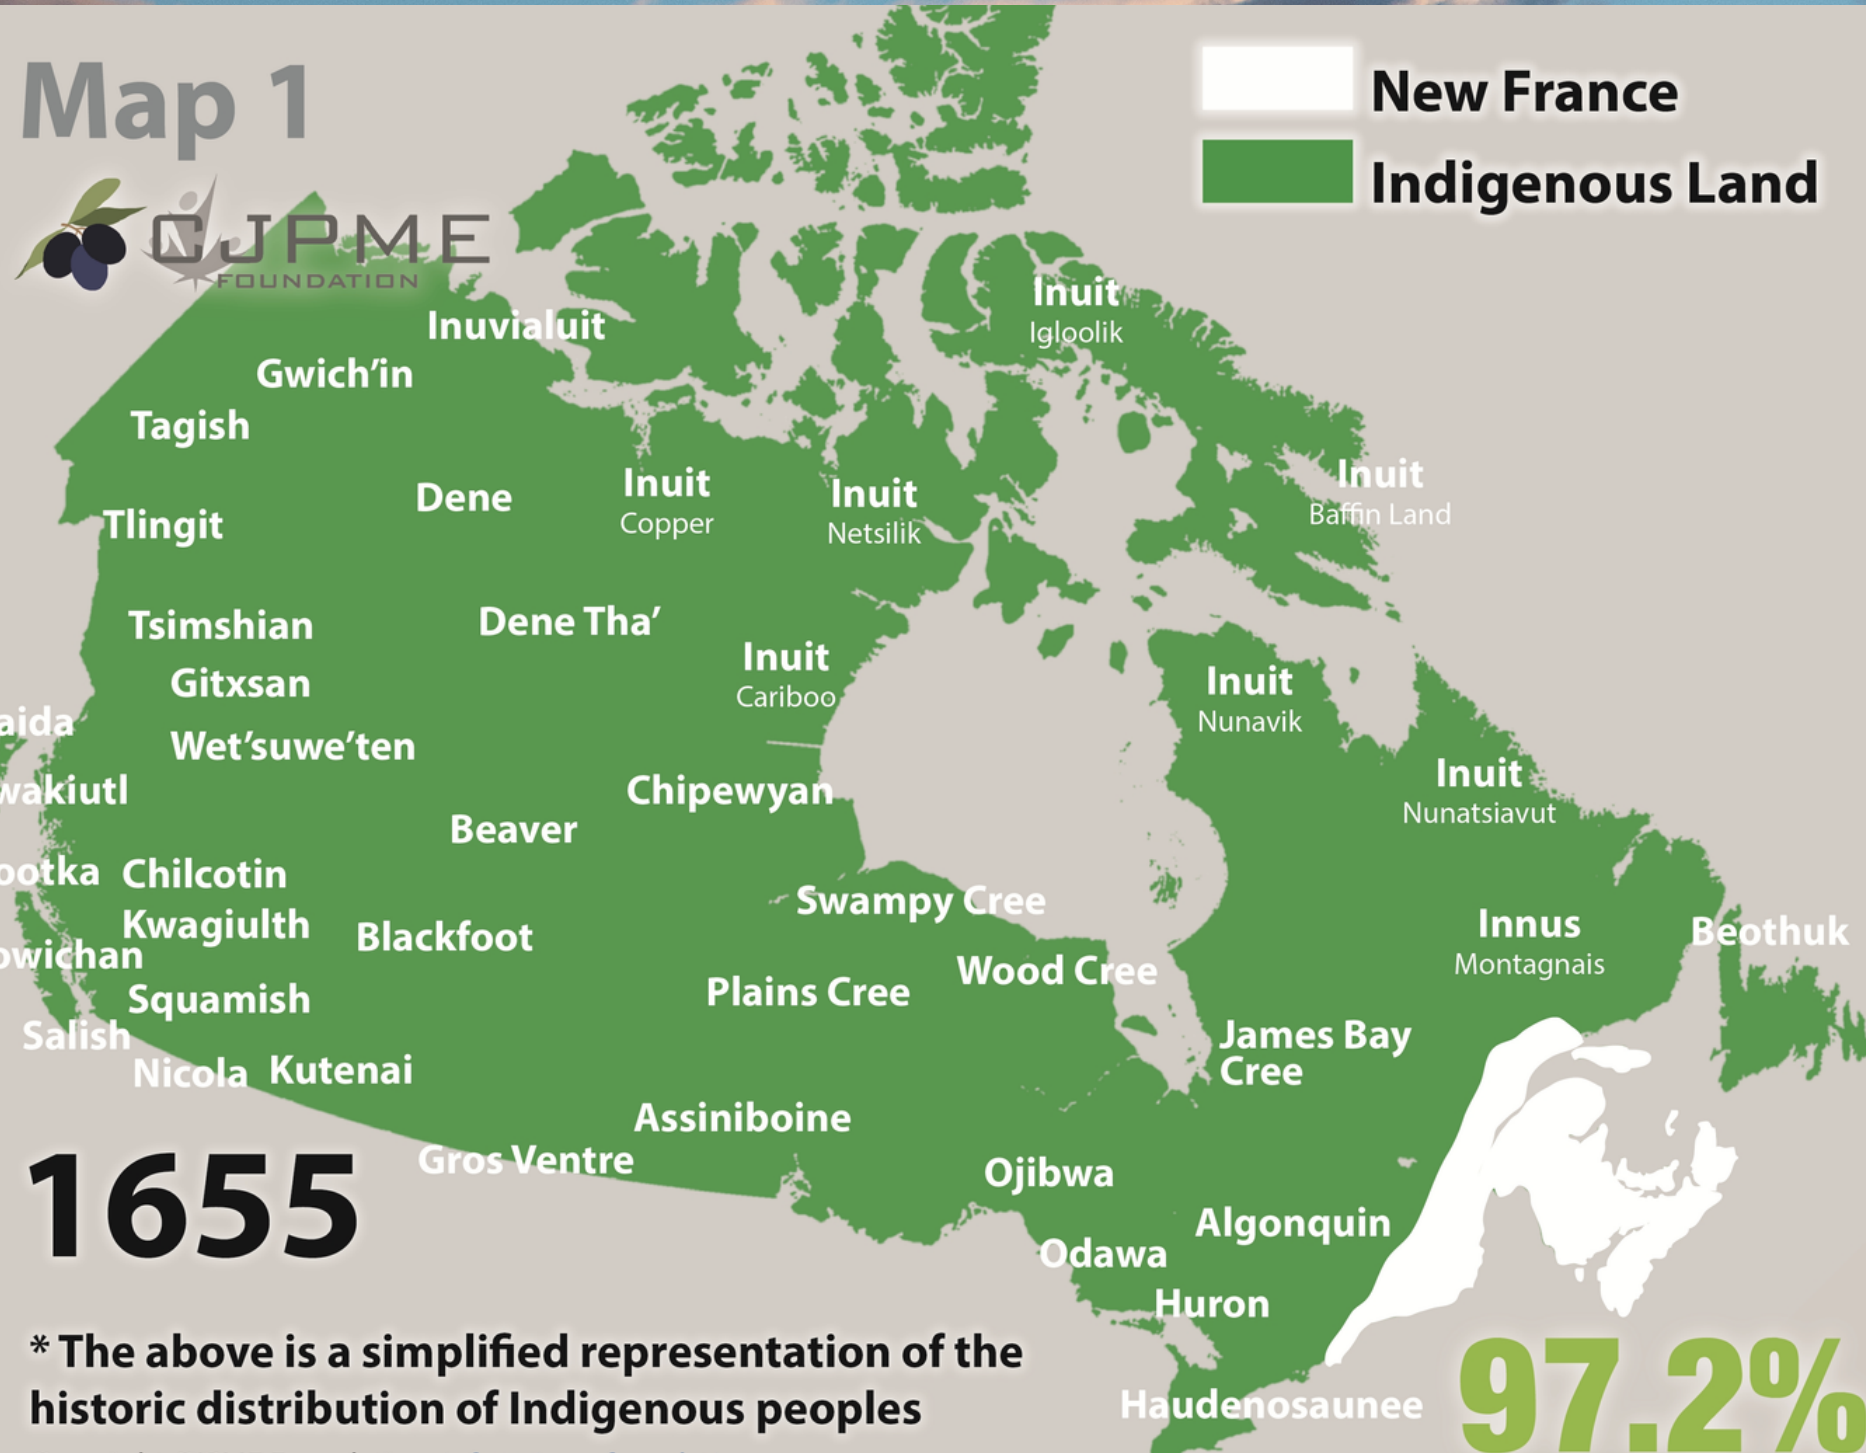 Map 1
New France
Indigenous Land
CJPME
FOUNDATION
Inuit
Igloolik
Inuvialuit
Gwich’in
Tagish
Inuit
Baffin Land
Dene
Inuit
Copper
Inuit
Netsilik
Tlingit
Tsimshian
Dene Tha’
Inuit
Cariboo
Gitxsan
Inuit
Nunavik
aida
Wet’suwe’ten
Inuit
Nunatsiavut
wakiutl
Chipewyan
Beaver
ootka
Chilcotin
Swampy Cree
Kwagiulth
Blackfoot
Innus
Montagnais
Beothuk
owichan
Wood Cree
Plains Cree
Squamish
Salish
James Bay
Cree
Nicola
Kutenai
Assiniboine
Gros Ventre
Ojibwa
1655
Algonquin
Odawa
Huron
* The above is a simplified representation of the
historic distribution of Indigenous peoples
Haudenosaunee
97.2%